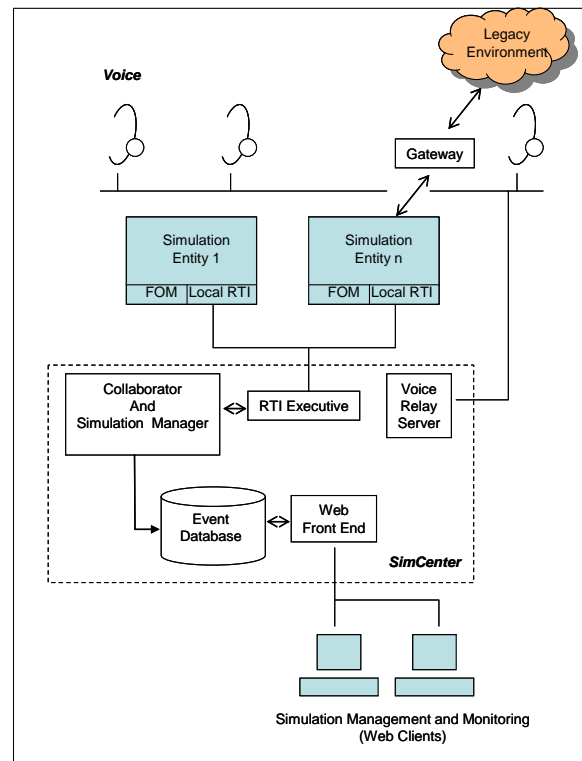 Legacy
Environment
Voice
Gateway
Simulation
Entity 1
FOM
Local RTI
Simulation
Entity n
FOM
Local RTI
Collaborator
And
Simulation Manager
RTI Executive
Voice
Relay
Server
Event
Database
Web
Front End
SimCenter
Simulation Management and Monitoring
(Web Clients)